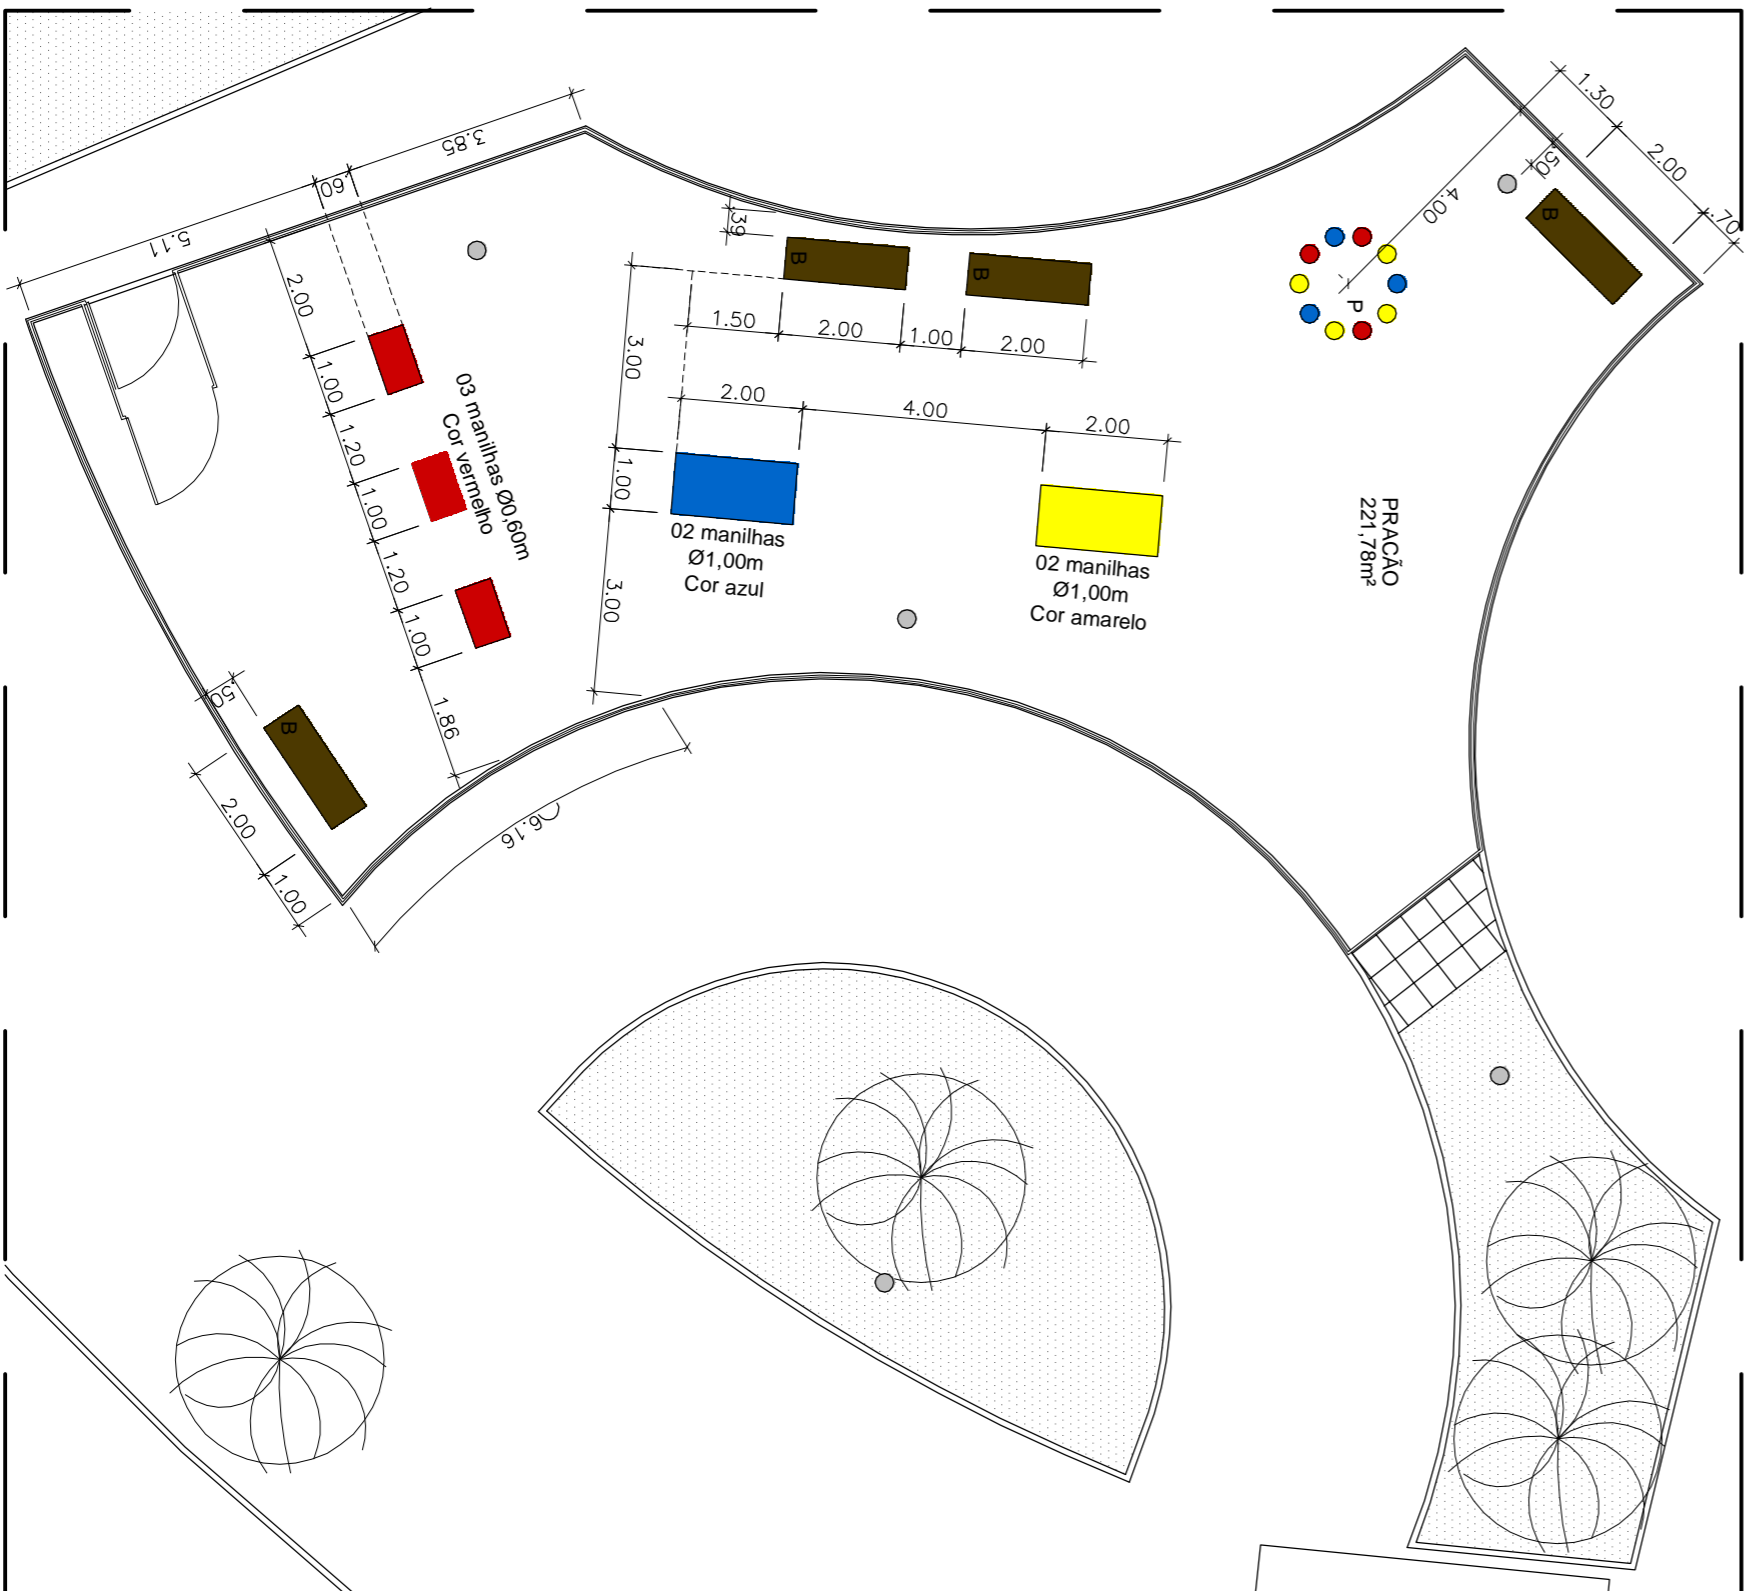 3.85
.60
5.11
2.00
1.00
1.20
1.00
1.20
1.00
1.86
03 manilhas Ø0,60m
Cor vermelho
.39
B
B
1.50
2.00
1.00
2.00
3.00
1.00
3.00
2.00
4.00
2.00
02 manilhas
Ø1,00m
Cor azul
02 manilhas
Ø1,00m
Cor amarelo
1.30
2.00
.70
.50
4.00
B
P
PRACÃO
221,78m²
.50
B
2.00
1.00
6.16